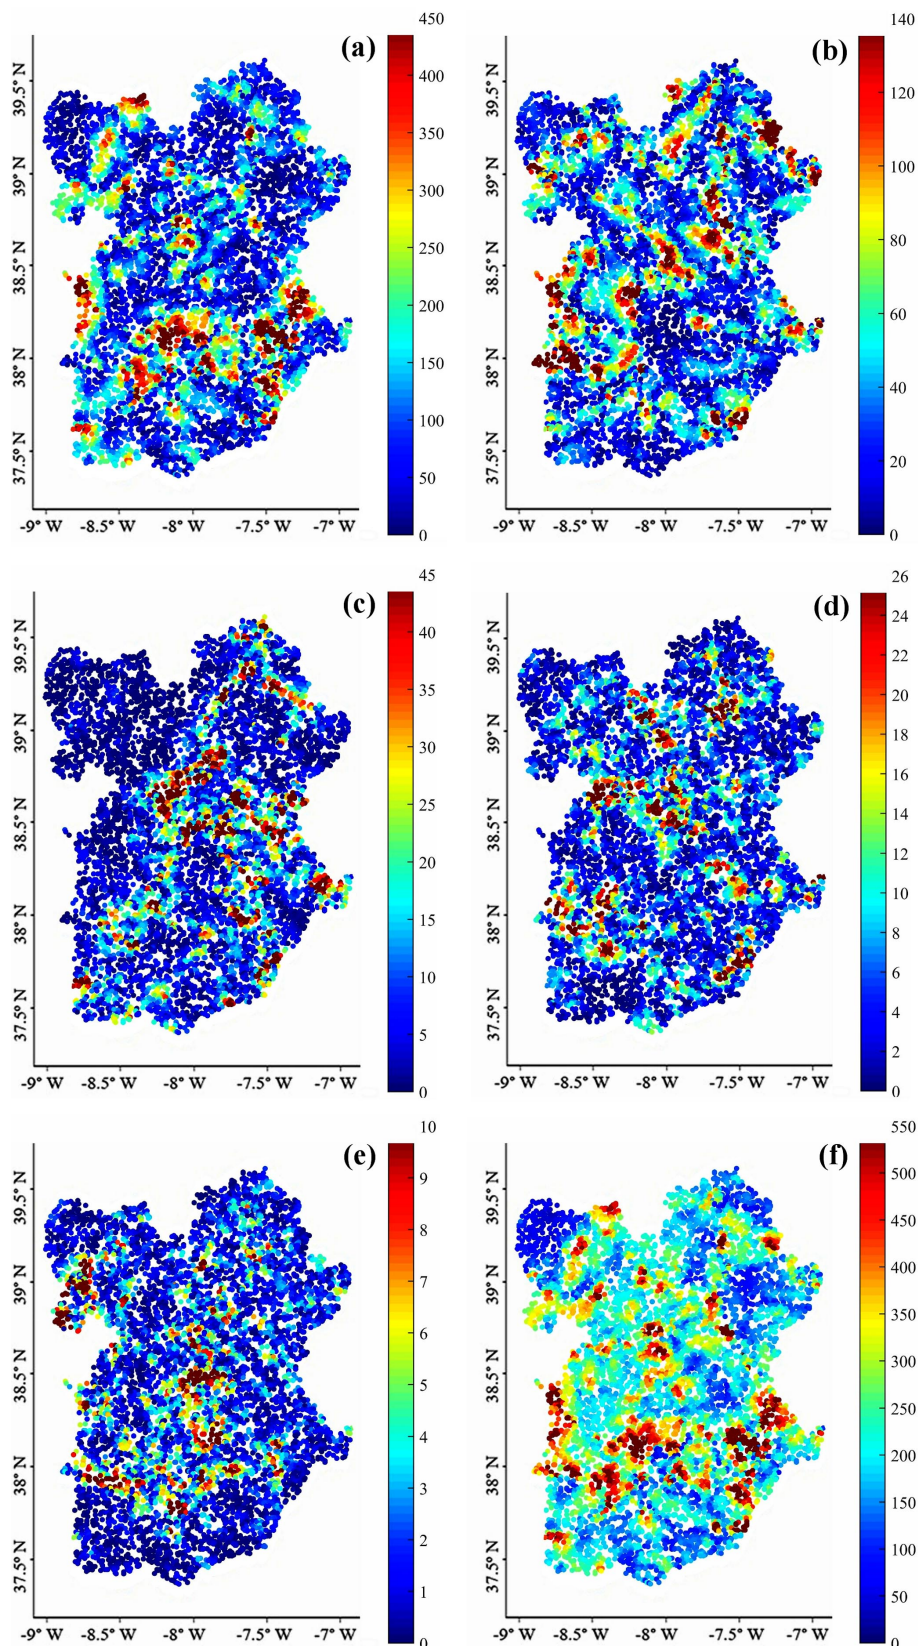 450
(a)
400
350
300
250
200
150
100
50
0
39.5° N
39° N
38.5° N
38° N
37.5° N
-9° W
-8.5° W
-8° W
-7.5° W
-7° W
140
(b)
120
100
80
60
40
20
0
39.5° N
39° N
38.5° N
38° N
37.5° N
-9° W
-8.5° W
-8° W
-7.5° W
-7° W
45
(c)
40
35
30
25
20
15
10
5
0
39.5° N
39° N
38.5° N
38° N
37.5° N
-9° W
-8.5° W
-8° W
-7.5° W
-7° W
26
(d)
24
22
20
18
16
14
12
10
8
6
4
2
0
39.5° N
39° N
38.5° N
38° N
37.5° N
-9° W
-8.5° W
-8° W
-7.5° W
-7° W
10
(e)
9
8
7
6
5
4
3
2
1
0
39.5° N
39° N
38.5° N
38° N
37.5° N
-9° W
-8.5° W
-8° W
-7.5° W
-7° W
550
(f)
500
450
400
350
300
250
200
150
100
50
0
39.5° N
39° N
38.5° N
38° N
37.5° N
-9° W
-8.5° W
-8° W
-7.5° W
-7° W